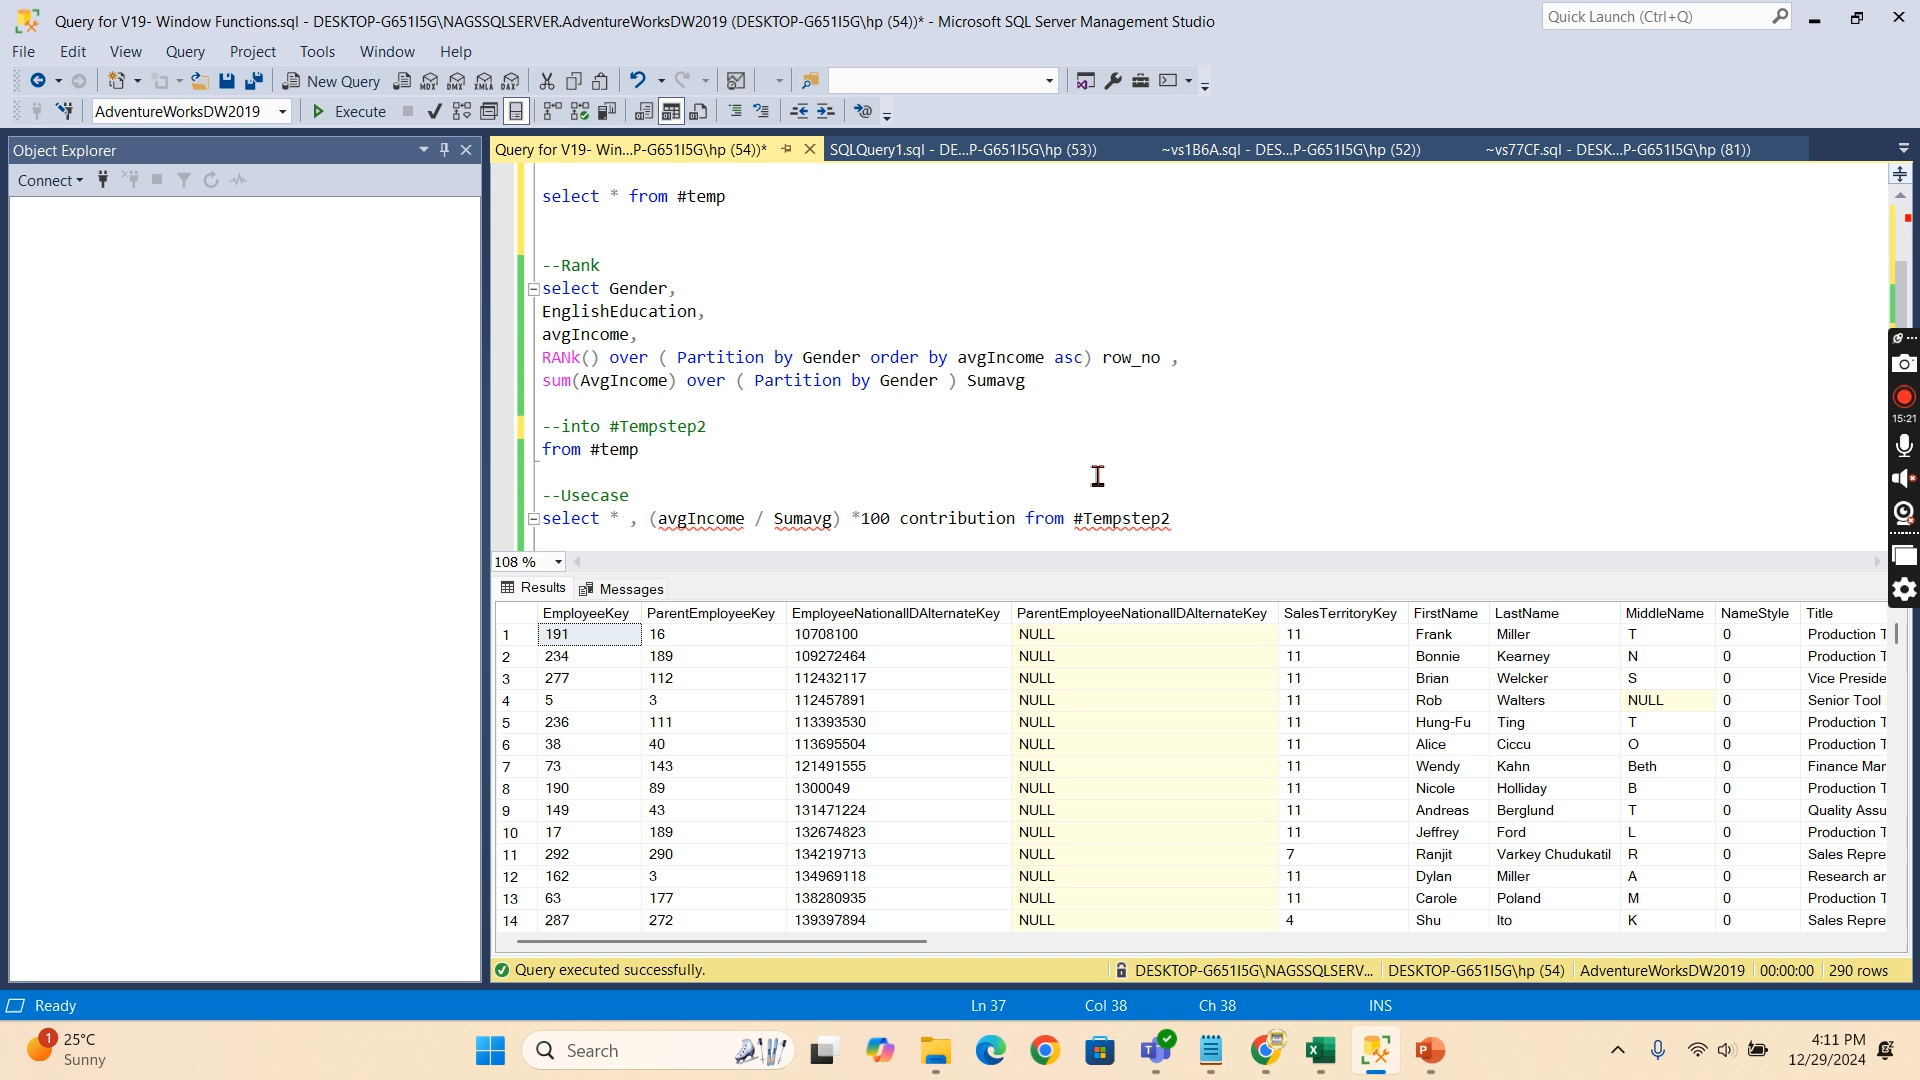 Query for V19- Window Functions.sql - DESKTOP-G651I5G\NAGSSQLSERVER.AdventureWorksDW2019 (DESKTOP-G651I5G\hp (54))* - Microsoft SQL Server Management Studio
Quick Launch (Ctrl+Q)
File Edit View Query Project Tools Window Help
New Query
AdventureWorksDW2019 Execute
Object Explorer
Connect
Query for V19- Win...P-G651I5G\hp (54))* SQLQuery1.sql - DE...P-G651I5G\hp (53)) ~vs1B6A.sql - DES...P-G651I5G\hp (52)) ~vs77CF.sql - DESK...P-G651I5G\hp (81))
select * from #temp
--Rank
select Gender,
EnglishEducation,
avgIncome,
RANk() over ( Partition by Gender order by avgIncome asc) row_no ,
sum(AvgIncome) over ( Partition by Gender ) Sumavg
--into #Tempstep2
from #temp
--Usecase
select * , (avgIncome / Sumavg) *100 contribution from #Tempstep2
15:21
108 %
Results Messages
EmployeeKey ParentEmployeeKey EmployeeNationalIDAlternateKey ParentEmployeeNationalIDAlternateKey SalesTerritoryKey FirstName LastName MiddleName NameStyle Title
1 191 16 10708100 NULL 11 Frank Miller T 0 Production T
2 234 189 109272464 NULL 11 Bonnie Kearney N 0 Production T
3 277 112 112432117 NULL 11 Brian Welcker S 0 Vice Preside
4 5 3 112457891 NULL 11 Rob Walters NULL 0 Senior Tool
5 236 111 113393530 NULL 11 Hung-Fu Ting T 0 Production T
6 38 40 113695504 NULL 11 Alice Ciccu O 0 Production T
7 73 143 121491555 NULL 11 Wendy Kahn Beth 0 Finance Mar
8 190 89 1300049 NULL 11 Nicole Holliday B 0 Production T
9 149 43 131471224 NULL 11 Andreas Berglund T 0 Quality Assu
10 17 189 132674823 NULL 11 Jeffrey Ford L 0 Production T
11 292 290 134219713 NULL 7 Ranjit Varkey Chudukatil R 0 Sales Repre
12 162 3 134969118 NULL 11 Dylan Miller A 0 Research ar
13 63 177 138280935 NULL 11 Carole Poland M 0 Production T
14 287 272 139397894 NULL 4 Shu Ito K 0 Sales Repre
Query executed successfully. DESKTOP-G651I5G\NAGSSQLSERV... DESKTOP-G651I5G\hp (54) AdventureWorksDW2019 00:00:00 290 rows
Ready Ln 37 Col 38 Ch 38 INS
1 25°C
Sunny
Search
4:11 PM
12/29/2024